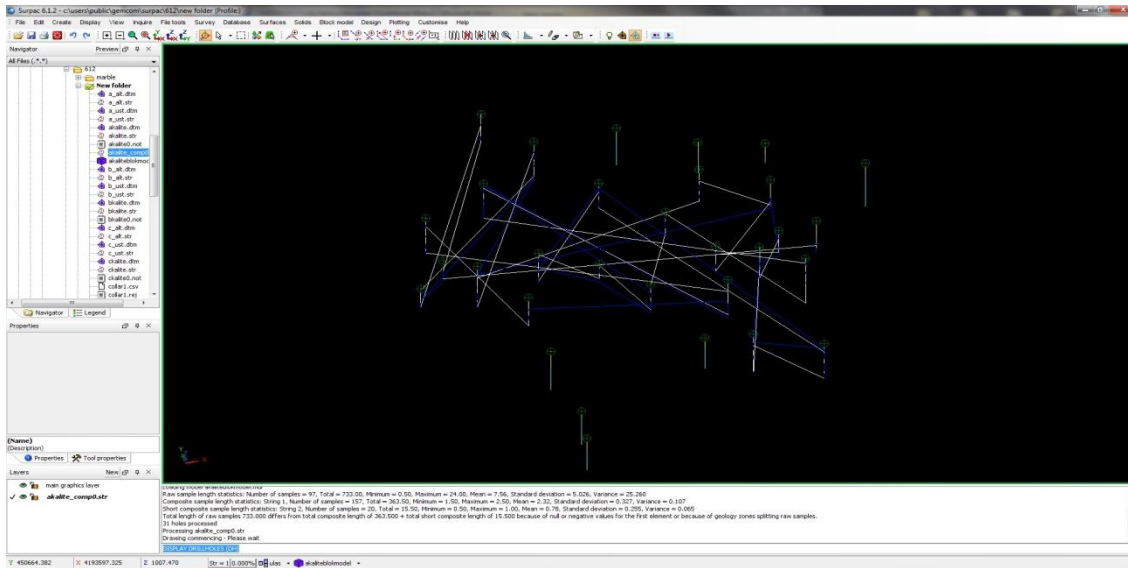 Surpac 6.1.2 - c:\users\public\gemcom\surpac\612\new folder (Profile:)
File Edit Create Display View Inquire File tools Survey Database Surfaces Solids Block model Design Plotting Customise Help
Navigator Preview
All Files (*.*)
612
marble
New folder
a_alt.dtm
a_alt.str
a_ust.dtm
a_ust.str
akalite.dtm
akalite.str
akalite0.not
akalite_comp0
akaliteblokmod
b_alt.dtm
b_alt.str
b_ust.dtm
b_ust.str
bkalite.dtm
bkalite.str
bkalite0.not
c_alt.dtm
c_alt.str
c_ust.dtm
c_ust.str
ckalite.dtm
ckalite.str
ckalite0.not
collar1.csv
collar1.rej
Navigator Legend
Properties
(Name)
(Description)
Properties Tool properties
Layers New
main graphics layer
akalite_comp0.str
Loading model akaliteblokmodel.mdl
Raw sample length statistics: Number of samples = 97, Total = 733.00, Minimum = 0.50, Maximum = 24.00, Mean = 7.56, Standard deviation = 5.026, Variance = 25.260
Composite sample length statistics: String 1, Number of samples = 157, Total = 363.50, Minimum = 1.50, Maximum = 2.50, Mean = 2.32, Standard deviation = 0.327, Variance = 0.107
Short composite sample length statistics: String 2, Number of samples = 20, Total = 15.50, Minimum = 0.50, Maximum = 1.00, Mean = 0.78, Standard deviation = 0.255, Variance = 0.065
Total length of raw samples 733.000 differs from total composite length of 363.500 + total short composite length of 15.500 because of null or negative values for the first element or because of geology zones splitting raw samples.
31 holes processed
Processing akalite_comp0.str
Drawing commencing - Please wait
DISPLAY DRILLHOLES (DH)
Y 450664.382 X 4193597.325 Z 1007.470 Str = 1 0.000% ulas akaliteblokmodel